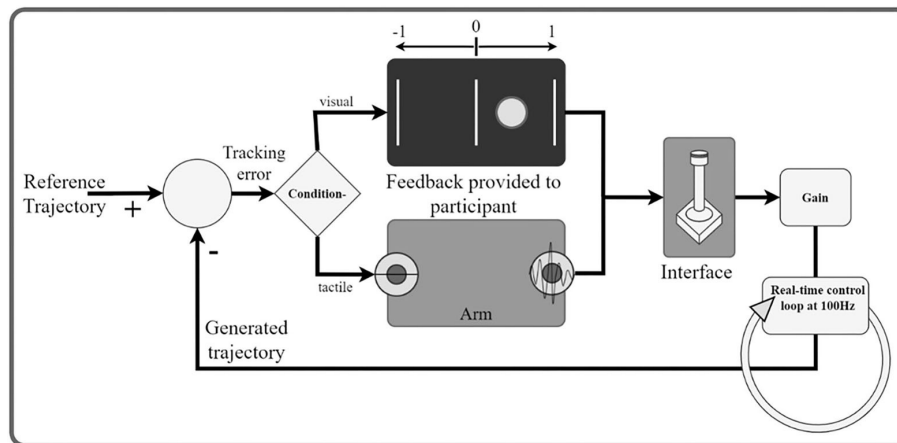 -1 0 1
visual
Tracking
error
Reference
Trajectory
+
Condition-
Feedback provided to
participant
Gain
-
tactile
Interface
Arm
Real-time control
loop at 100Hz
Generated
trajectory